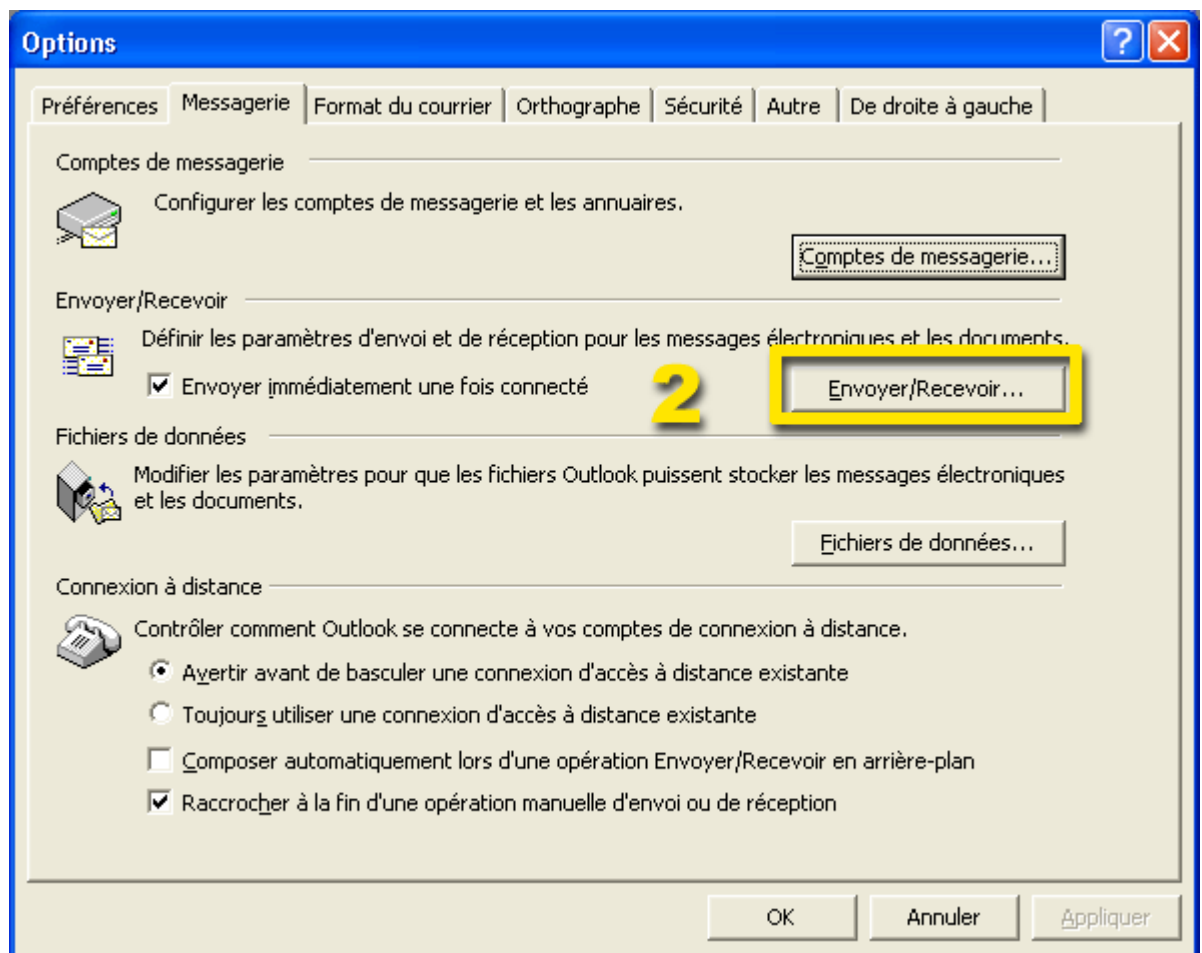 Options
Préférences Messagerie Format du courrier Orthographe Sécurité Autre De droite à gauche
Comptes de messagerie
Configurer les comptes de messagerie et les annuaires.
Comptes de messagerie...
Envoyer/Recevoir
Définir les paramètres d'envoi et de réception pour les messages électroniques et les documents.
Envoyer immédiatement une fois connecté
2
Envoyer/Recevoir...
Fichiers de données
Modifier les paramètres pour que les fichiers Outlook puissent stocker les messages électroniques
et les documents.
Fichiers de données...
Connexion à distance
Contrôler comment Outlook se connecte à vos comptes de connexion à distance.
Avertir avant de basculer une connexion d'accès à distance existante
Toujours utiliser une connexion d'accès à distance existante
Composer automatiquement lors d'une opération Envoyer/Recevoir en arrière-plan
Raccrocher à la fin d'une opération manuelle d'envoi ou de réception
OK Annuler Appliquer